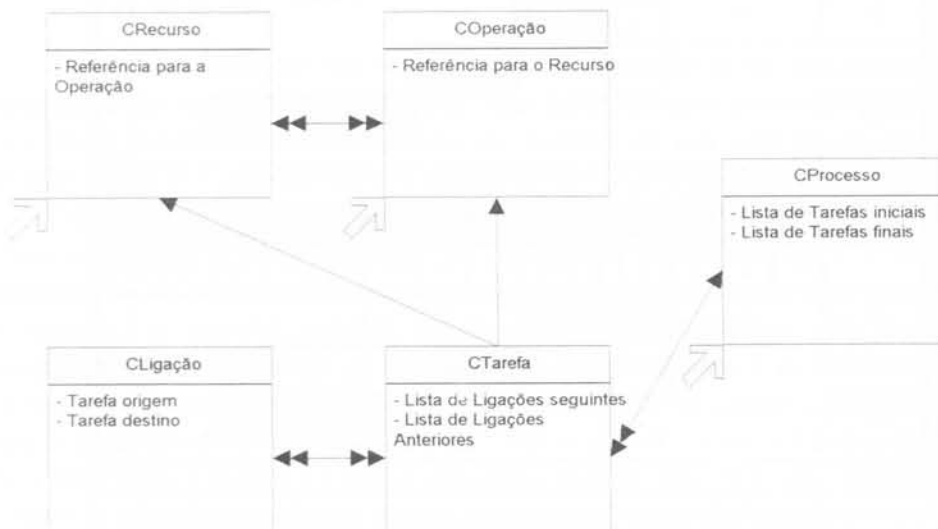 CRecurso
- Referência para a
Operação
COperação
- Referência para o Recurso
CProcesso
- Lista de Tarefas iniciais
- Lista de Tarefas finais
CLigação
- Tarefa origem
- Tarefa destino
CTarefa
- Lista de Ligações seguintes
- Lista de Ligações
Anteriores